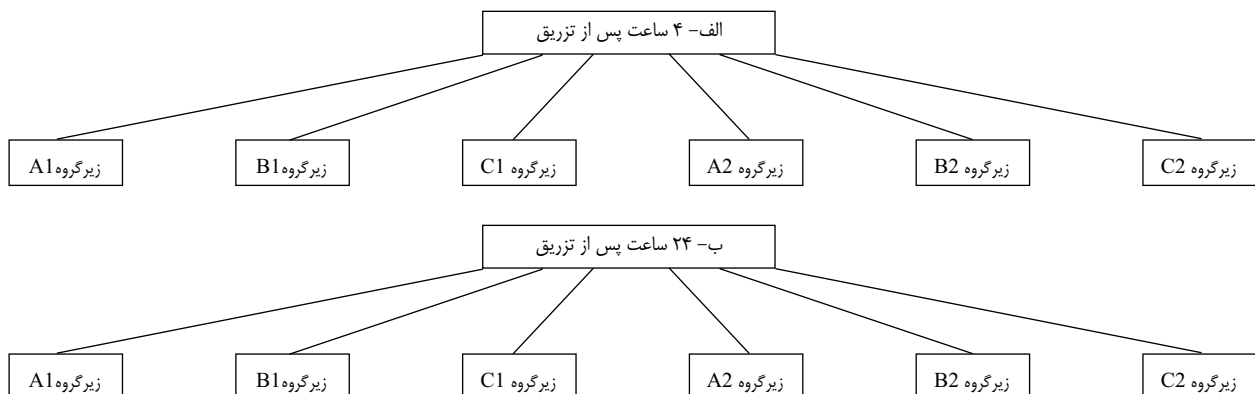 الف- ۴ ساعت پس از تزریق
زیرگروهA1
زیرگروهB1
زیرگروه C1
زیرگروه A2
زیرگروه B2
زیرگروه C2
ب- ۲۴ ساعت پس از تزریق
زیرگروهA1
زیرگروهB1
زیرگروه C1
زیرگروه A2
زیرگروه B2
زیرگروه C2